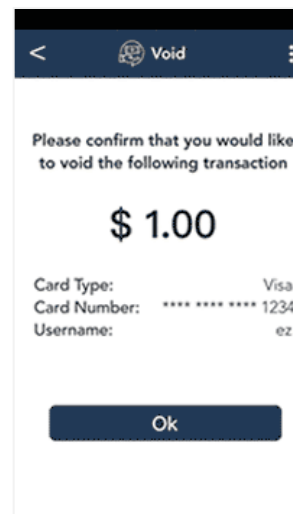 < Void
Please confirm that you would like
to void the following transaction
$ 1.00
Card Type: Visa
Card Number: **** **** **** 1234
Username: ez
Ok